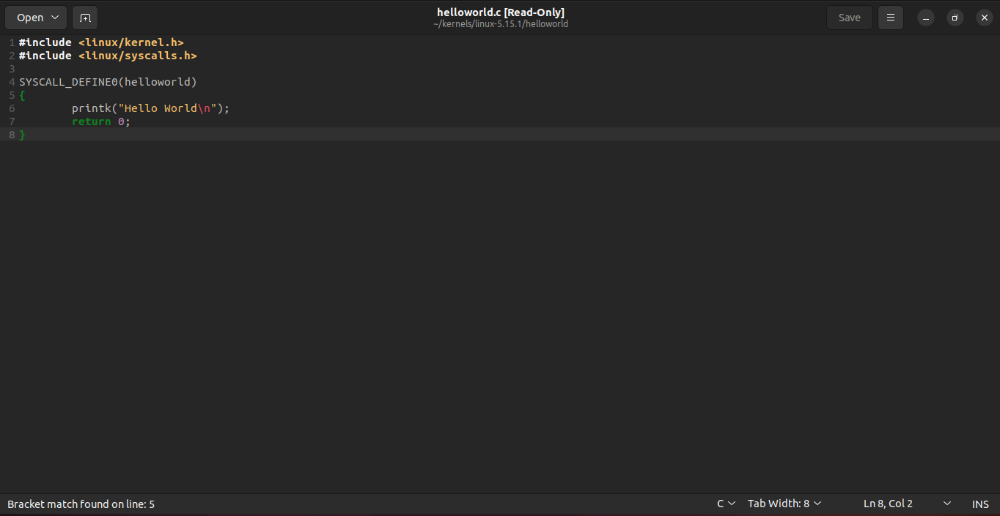 Open
helloworld.c [Read-Only]
~/kernels/linux-5.15.1/helloworld
Save
1 #include <linux/kernel.h>
2 #include <linux/syscalls.h>
3
4 SYSCALL_DEFINE0(helloworld)
5 {
6         printk("Hello World\n");
7         return 0;
8 }
Bracket match found on line: 5
C
Tab Width: 8
Ln 8, Col 2
INS